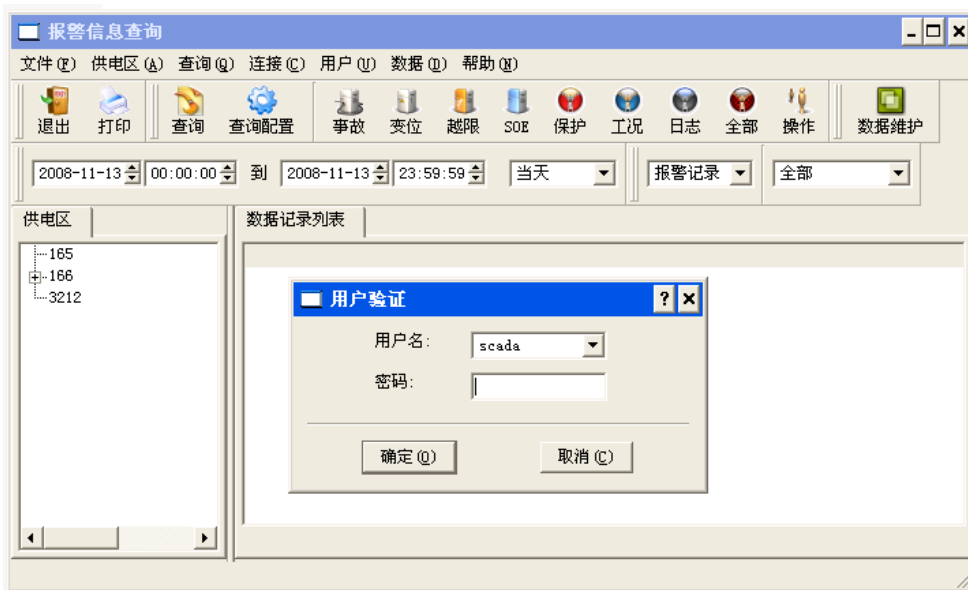 报警信息查询
文件(F) 供电区(A) 查询(Q) 连接(C) 用户(U) 数据(D) 帮助(N)
退出 打印 查询 查询配置 事故 变位 越限 SOE 保护 工况 日志 全部 操作 数据维护
2008-11-13 00:00:00 到 2008-11-13 23:59:59 当天 报警记录 全部
供电区 数据记录列表
165
166
3212
用户验证
用户名: scada
密码:
确定(O) 取消(C)